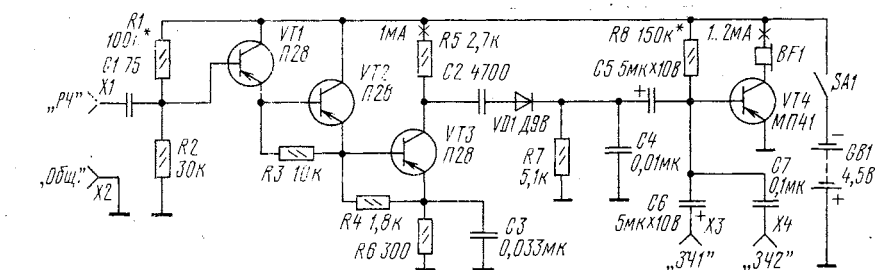 R1
100к*
C1 75
X1
„РЧ"
R2
30к
„Общ."
X2
VT1
П28
VT2
П28
R3 10к
R4 1,8к
R6 300
1мА
R5 2,7к
C2 4700
VT3
П28
C3
0,033мк
VD1 Д9В
R7
5,1к
C4
0,01мк
R8 150к*
C5 5мк×10В
+
1..2мА
BF1
VT4
МП41
SA1
−
GB1
4,5В
+
C6
5мк×10В
+
X3
„ЗЧ1"
C7
0,1мк
X4
„ЗЧ2"